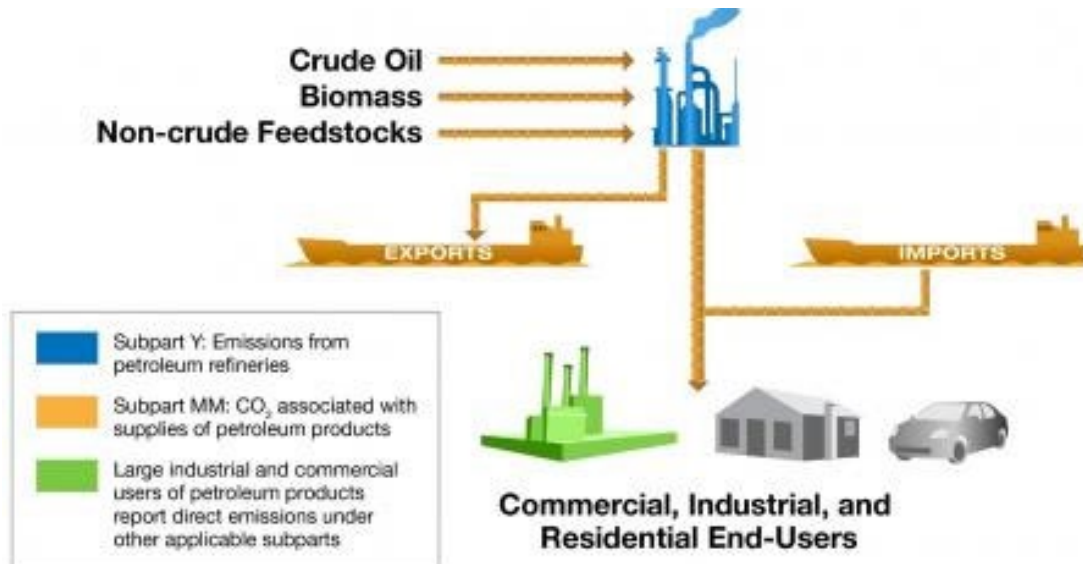 Crude Oil
Biomass
Non-crude Feedstocks
EXPORTS
IMPORTS
Subpart Y: Emissions from
petroleum refineries
Subpart MM: CO₂ associated with
supplies of petroleum products
Large industrial and commercial
users of petroleum products
report direct emissions under
other applicable subparts
Commercial, Industrial, and
Residential End-Users